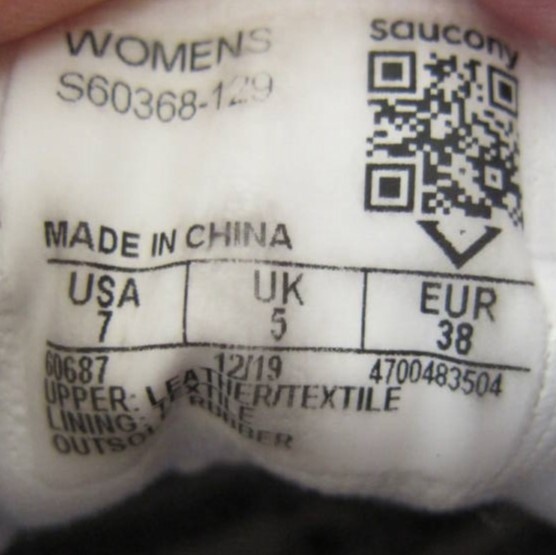 WOMENS
S60368-129
saucony
MADE IN CHINA
USA UK EUR
7 5 38
60687 12/19 4700483504
UPPER: LEATHER/TEXTILE
LINING: